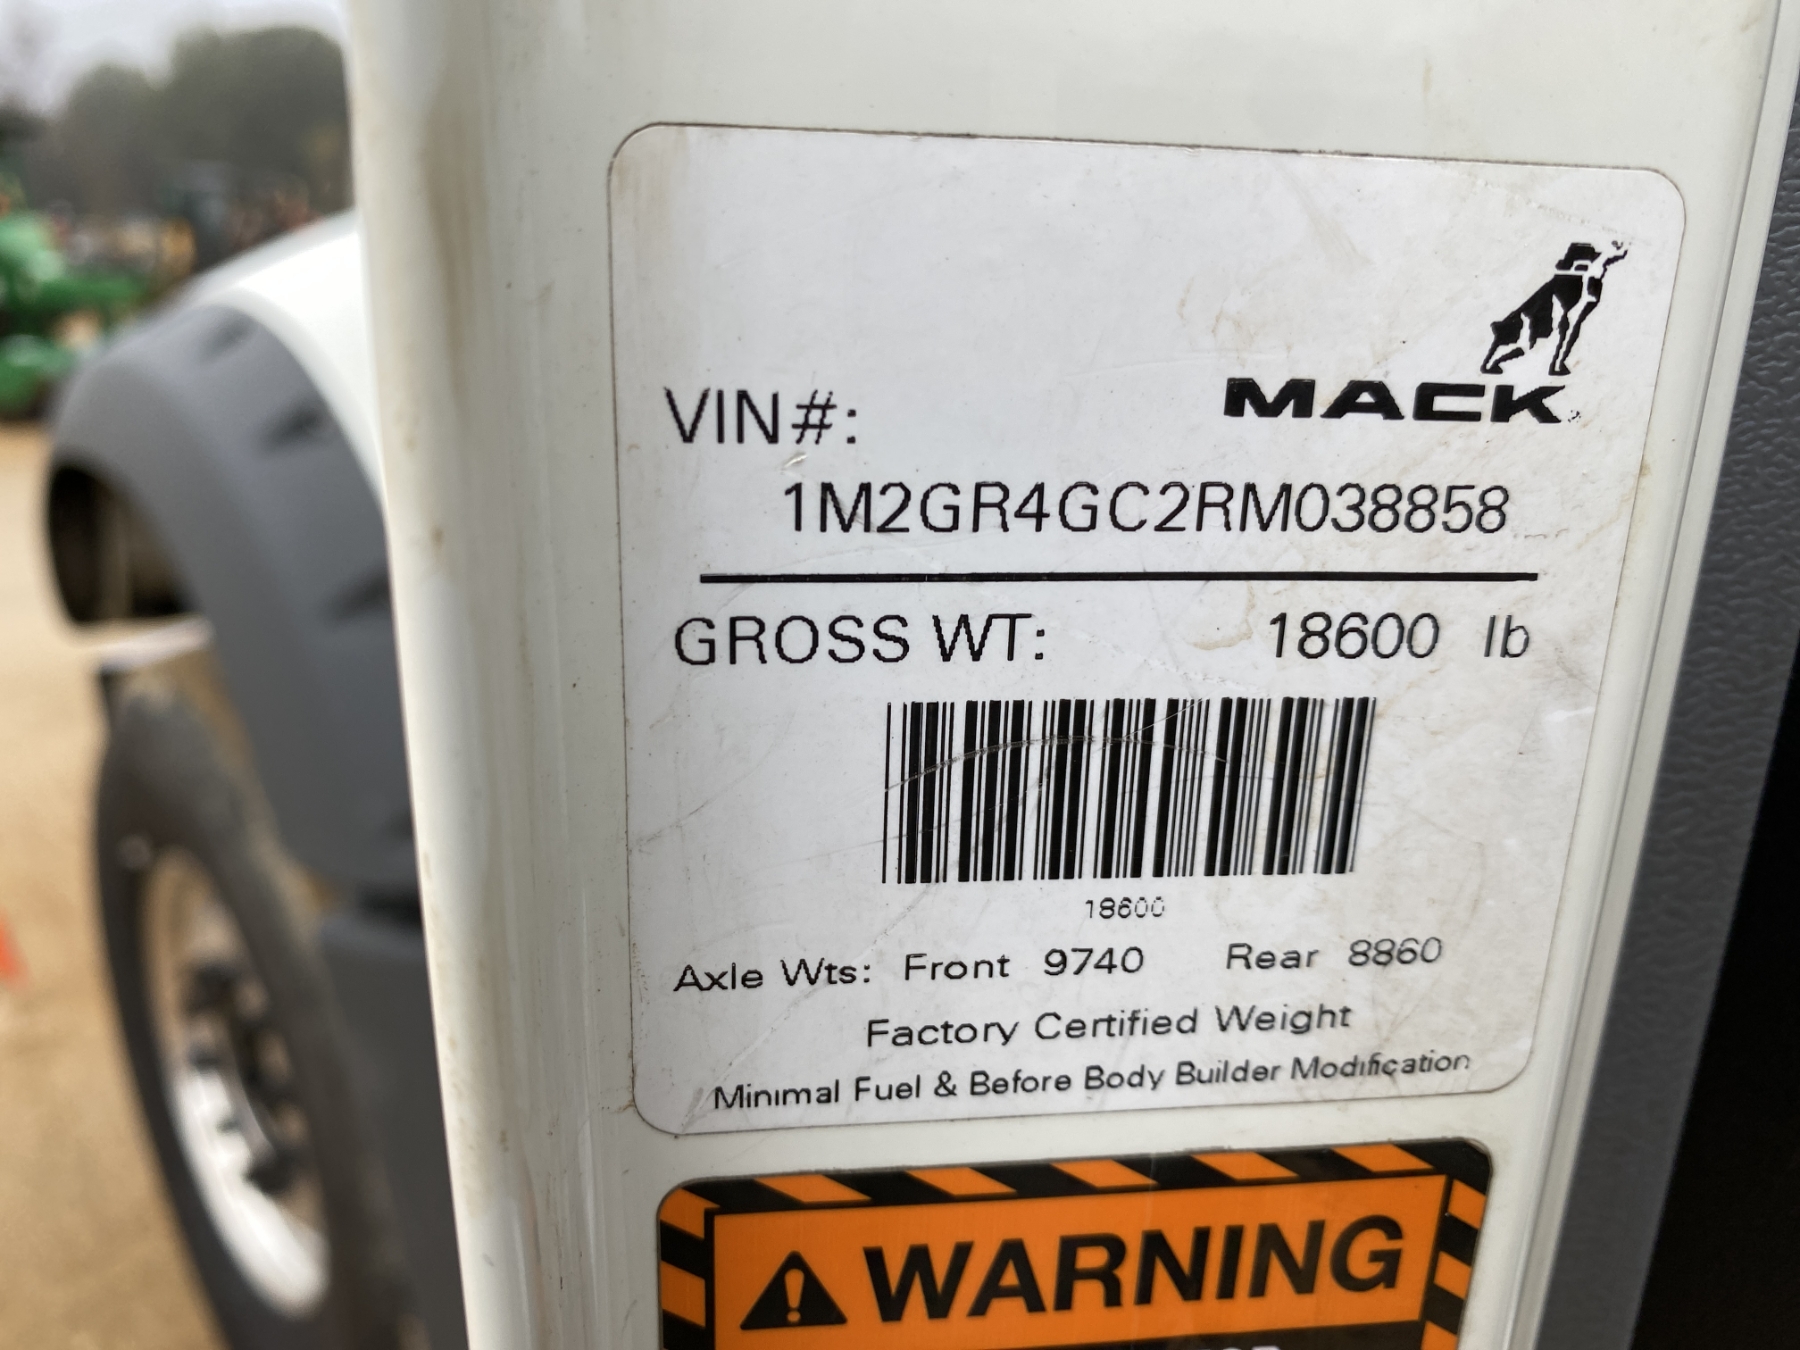 MACK
VIN#:
1M2GR4GC2RM038858
GROSS WT: 18600 lb
18600
Axle Wts: Front 9740 Rear 8860
Factory Certified Weight
Minimal Fuel & Before Body Builder Modification
WARNING